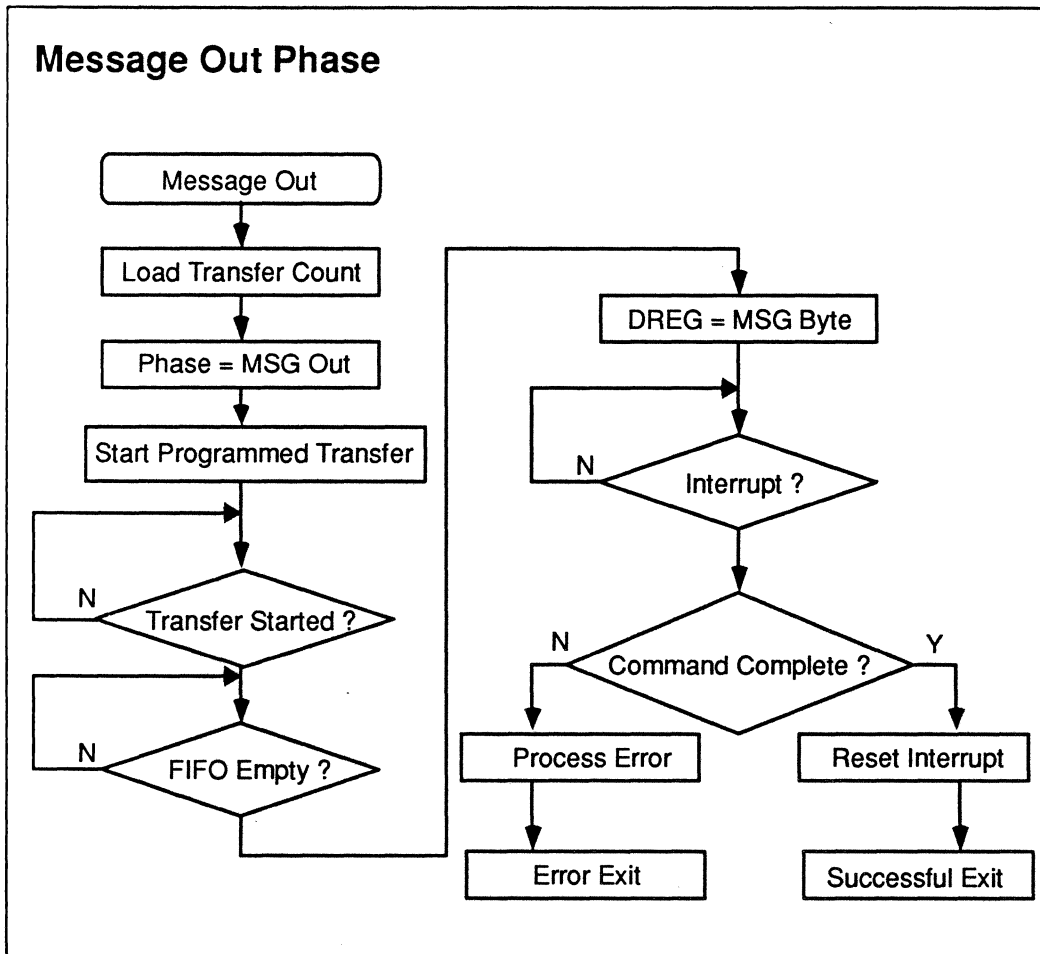 Message Out Phase
Message Out
Load Transfer Count
Phase = MSG Out
Start Programmed Transfer
N
Transfer Started ?
N
FIFO Empty ?
DREG = MSG Byte
N
Interrupt ?
N
Command Complete ?
Y
Process Error
Reset Interrupt
Error Exit
Successful Exit